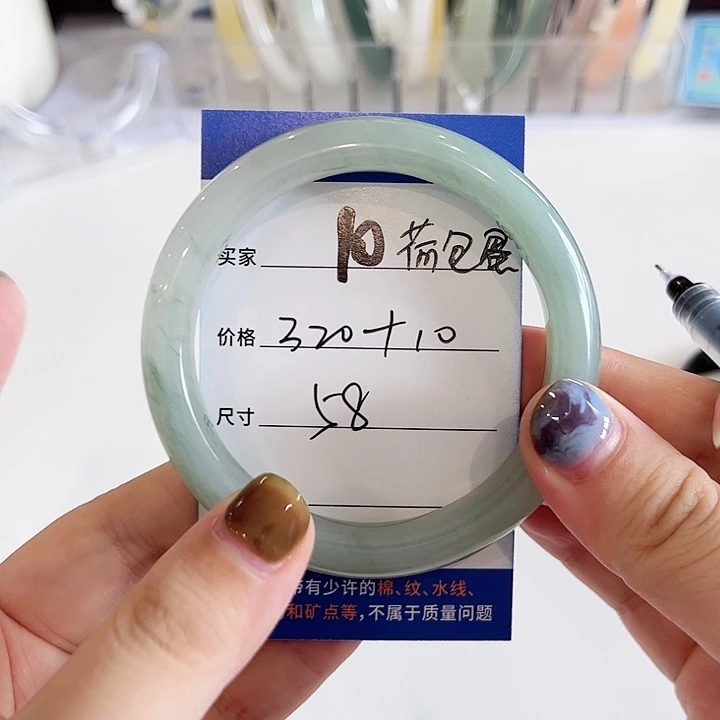 买家 10 荷包蛋
价格 320+10
尺寸 58
带有少许的棉、纹、水线、
和矿点等，不属于质量问题